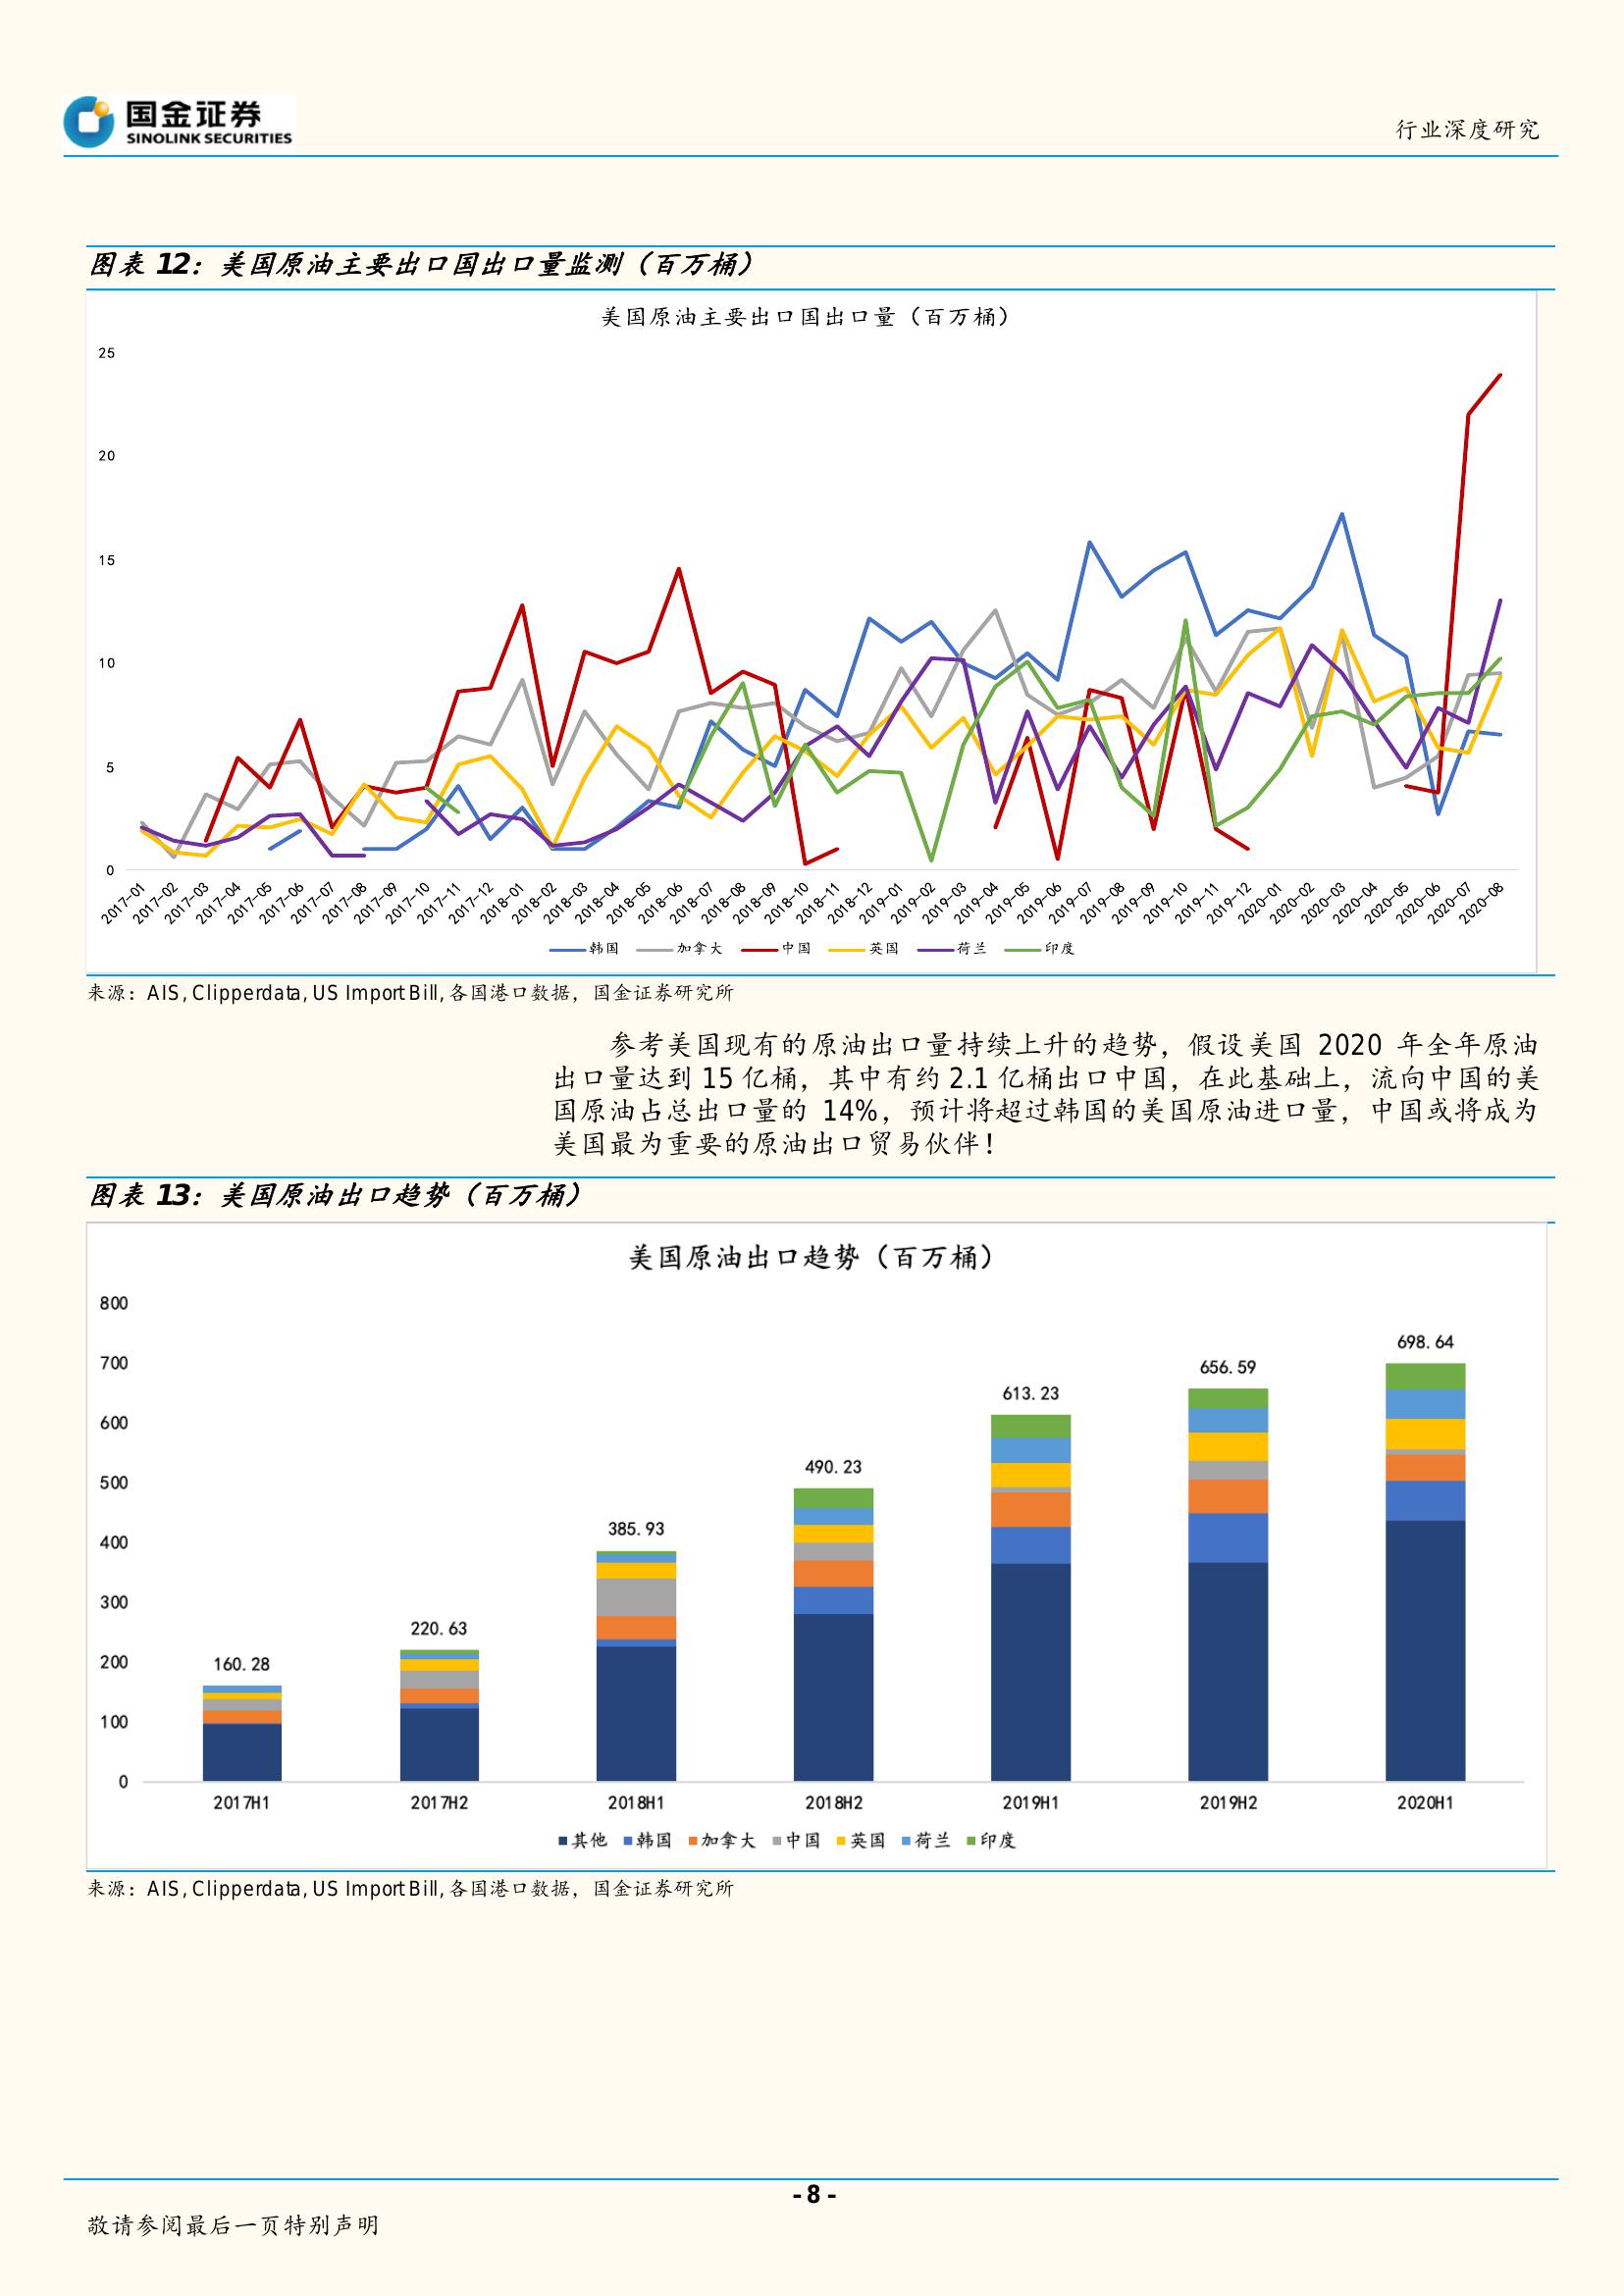 国金证券
SINOLINK SECURITIES
行业深度研究
图表 12：美国原油主要出口国出口量监测（百万桶）
美国原油主要出口国出口量（百万桶）
25
20
15
10
5
0
2017-01 2017-02 2017-03 2017-04 2017-05 2017-06 2017-07 2017-08 2017-09 2017-10 2017-11 2017-12 2018-01 2018-02 2018-03 2018-04 2018-05 2018-06 2018-07 2018-08 2018-09 2018-10 2018-11 2018-12 2019-01 2019-02 2019-03 2019-04 2019-05 2019-06 2019-07 2019-08 2019-09 2019-10 2019-11 2019-12 2020-01 2020-02 2020-03 2020-04 2020-05 2020-06 2020-07 2020-08
韩国 加拿大 中国 英国 荷兰 印度
来源：AIS, Clipperdata, US Import Bill, 各国港口数据，国金证券研究所
参考美国现有的原油出口量持续上升的趋势，假设美国 2020 年全年原油
出口量达到 15 亿桶，其中有约 2.1 亿桶出口中国，在此基础上，流向中国的美
国原油占总出口量的 14%，预计将超过韩国的美国原油进口量，中国或将成为
美国最为重要的原油出口贸易伙伴！
图表 13：美国原油出口趋势（百万桶）
美国原油出口趋势（百万桶）
800
700
600
500
400
300
200
100
0
160.28
220.63
385.93
490.23
613.23
656.59
698.64
2017H1 2017H2 2018H1 2018H2 2019H1 2019H2 2020H1
其他 韩国 加拿大 中国 英国 荷兰 印度
来源：AIS, Clipperdata, US Import Bill, 各国港口数据，国金证券研究所
- 8 -
敬请参阅最后一页特别声明